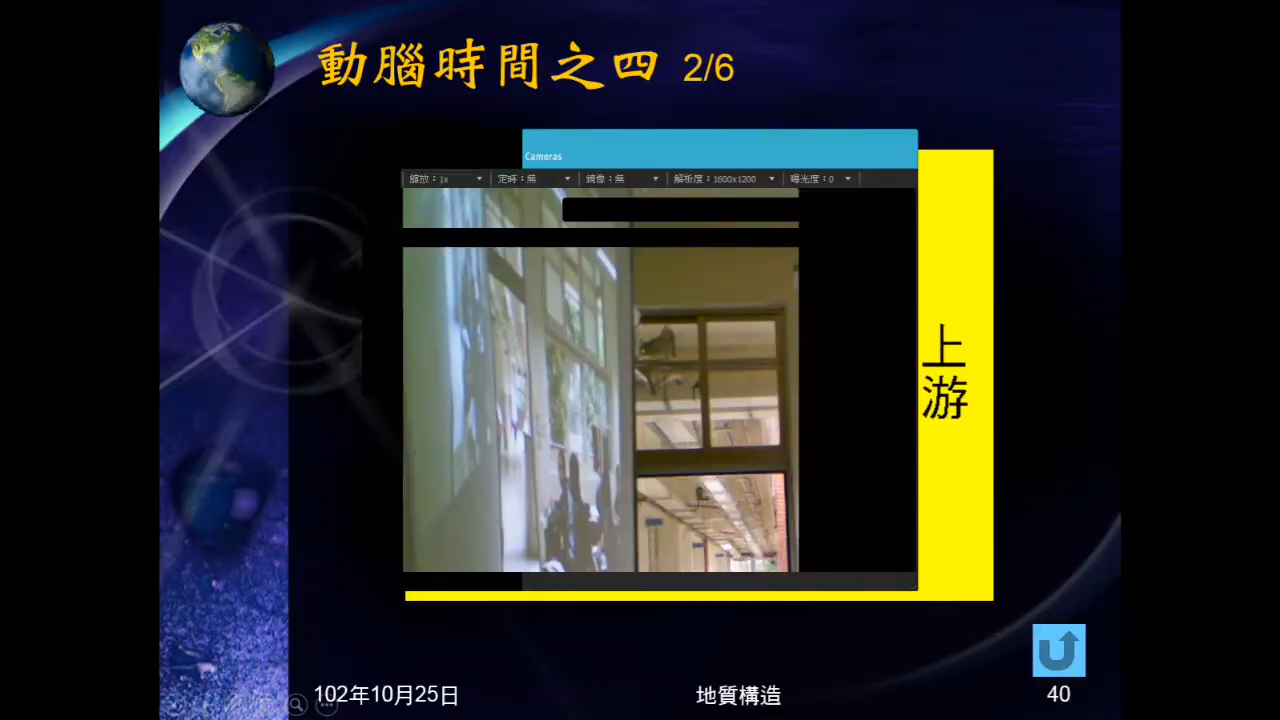 動腦時間之四 2/6
Cameras
縮放：1x 定時：無 鏡像：無 解析度：1600x1200 曝光度：0
上
游
102年10月25日 地質構造 40